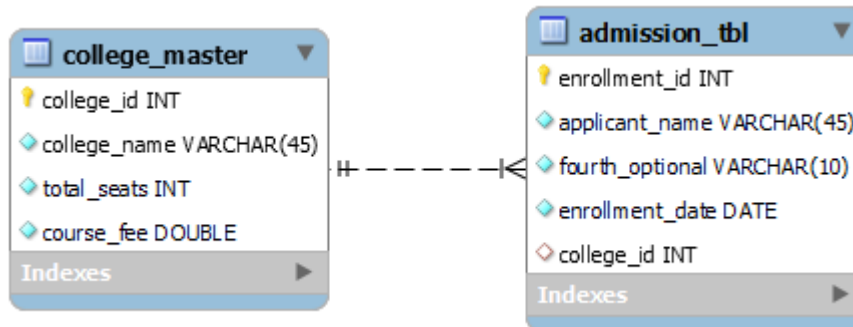 college_master
college_id INT
college_name VARCHAR(45)
total_seats INT
course_fee DOUBLE
Indexes
admission_tbl
enrollment_id INT
applicant_name VARCHAR(45)
fourth_optional VARCHAR(10)
enrollment_date DATE
college_id INT
Indexes